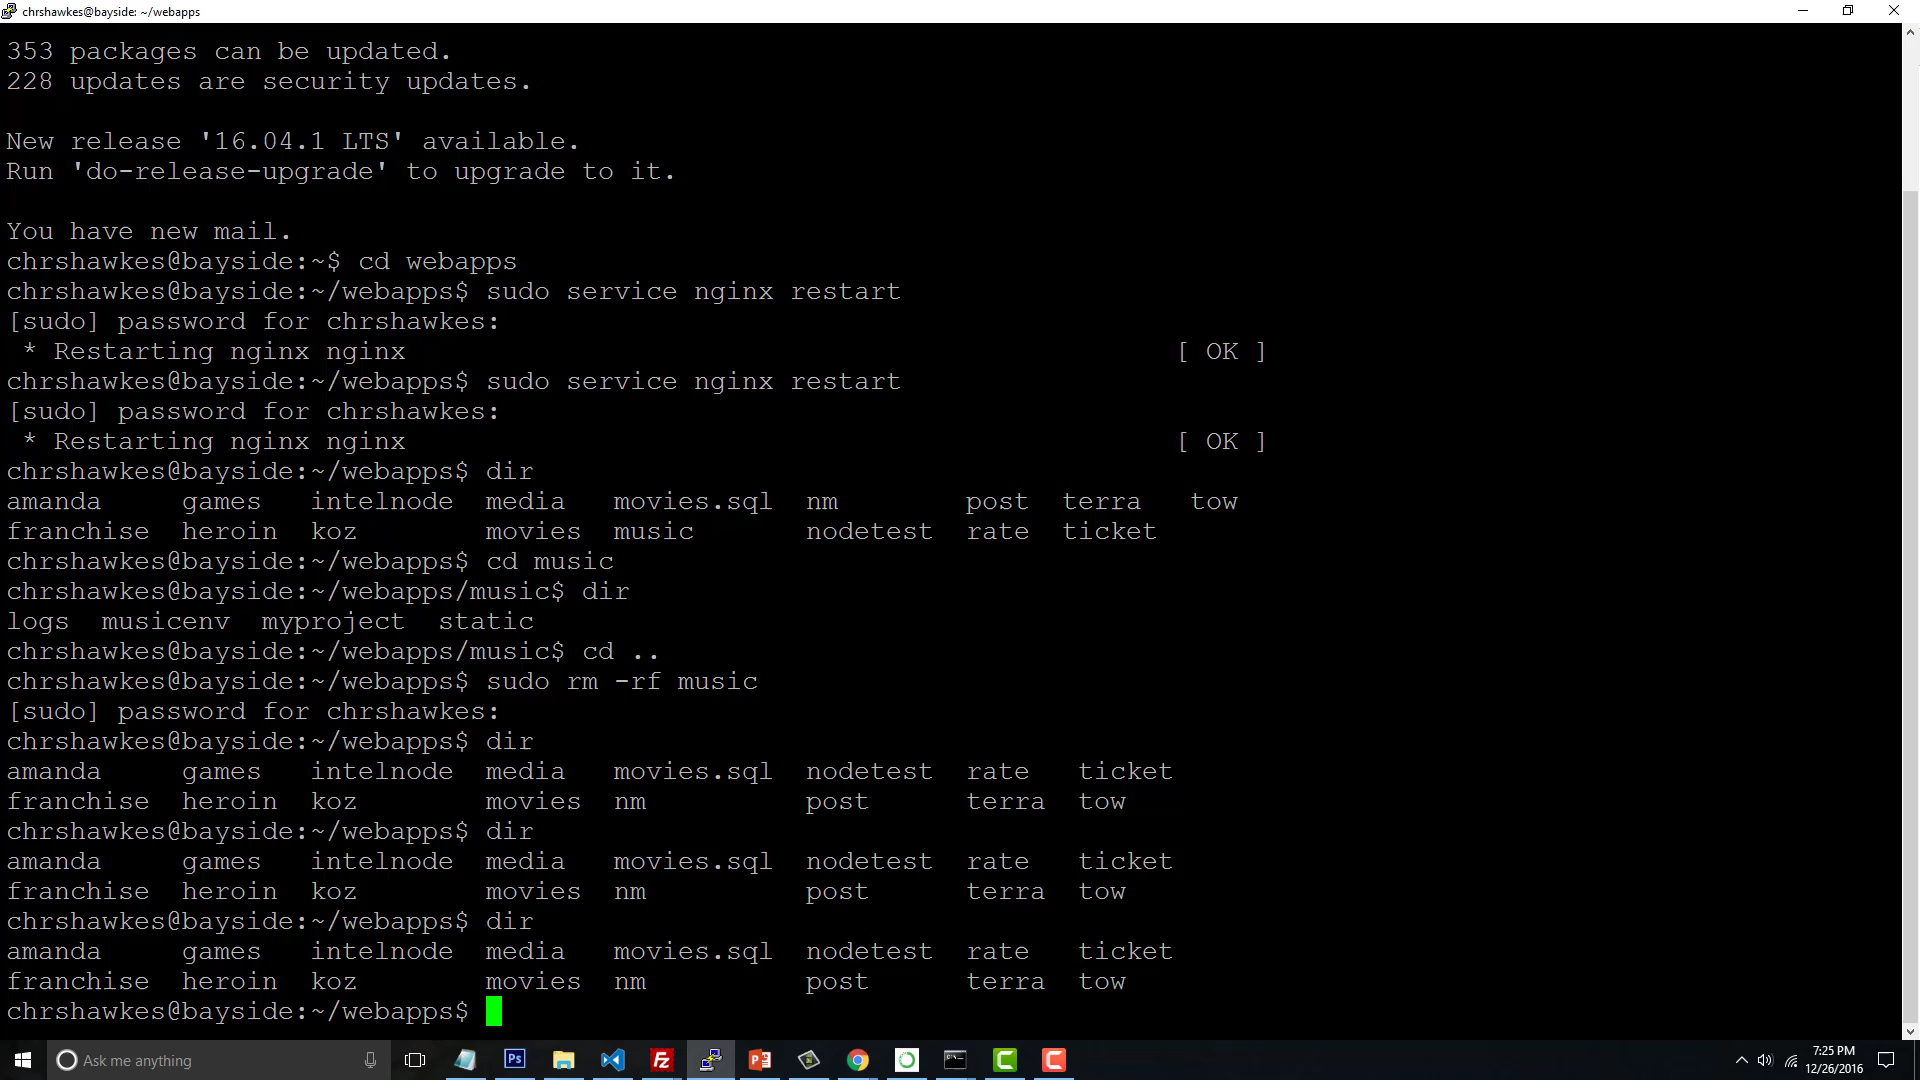 chrshawkes@bayside: ~/webapps
353 packages can be updated.
228 updates are security updates.
New release '16.04.1 LTS' available.
Run 'do-release-upgrade' to upgrade to it.
You have new mail.
chrshawkes@bayside:~$ cd webapps
chrshawkes@bayside:~/webapps$ sudo service nginx restart
[sudo] password for chrshawkes:
 * Restarting nginx nginx [ OK ]
chrshawkes@bayside:~/webapps$ sudo service nginx restart
[sudo] password for chrshawkes:
 * Restarting nginx nginx [ OK ]
chrshawkes@bayside:~/webapps$ dir
amanda games intelnode media movies.sql nm post terra tow
franchise heroin koz movies music nodetest rate ticket
chrshawkes@bayside:~/webapps$ cd music
chrshawkes@bayside:~/webapps/music$ dir
logs musicenv myproject static
chrshawkes@bayside:~/webapps/music$ cd ..
chrshawkes@bayside:~/webapps$ sudo rm -rf music
[sudo] password for chrshawkes:
chrshawkes@bayside:~/webapps$ dir
amanda games intelnode media movies.sql nodetest rate ticket
franchise heroin koz movies nm post terra tow
chrshawkes@bayside:~/webapps$ dir
amanda games intelnode media movies.sql nodetest rate ticket
franchise heroin koz movies nm post terra tow
chrshawkes@bayside:~/webapps$ dir
amanda games intelnode media movies.sql nodetest rate ticket
franchise heroin koz movies nm post terra tow
chrshawkes@bayside:~/webapps$
Ask me anything
Ps
Fz
P
C
C
7:25 PM
12/26/2016